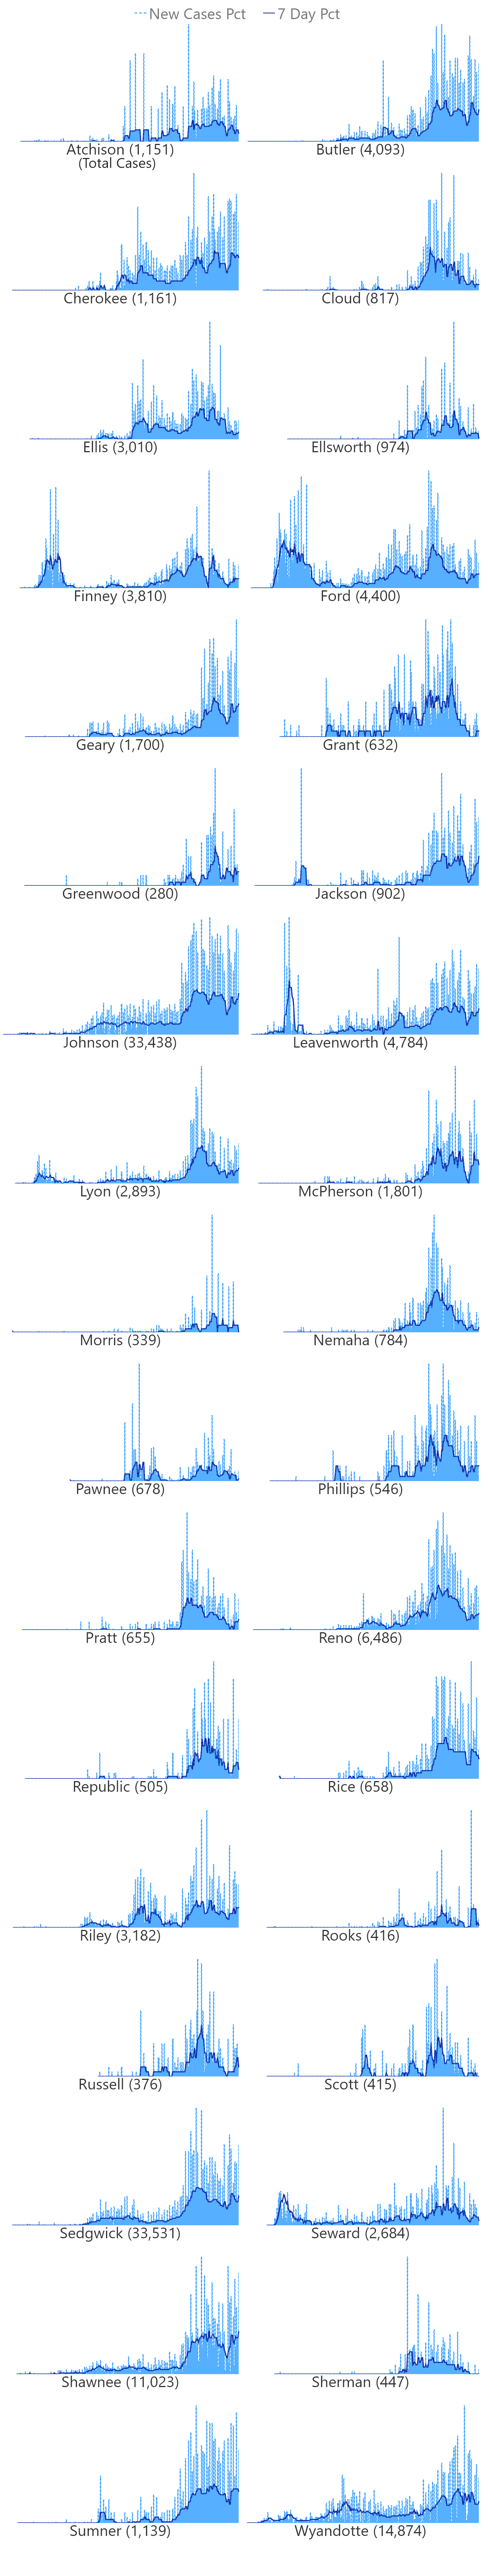 New Cases Pct 7 Day Pct
Atchison (1,151) Butler (4,093)
(Total Cases)
Cherokee (1,161) Cloud (817)
Ellis (3,010) Ellsworth (974)
Finney (3,810) Ford (4,400)
Geary (1,700) Grant (632)
Greenwood (280) Jackson (902)
Johnson (33,438) Leavenworth (4,784)
Lyon (2,893) McPherson (1,801)
Morris (339) Nemaha (784)
Pawnee (678) Phillips (546)
Pratt (655) Reno (6,486)
Republic (505) Rice (658)
Riley (3,182) Rooks (416)
Russell (376) Scott (415)
Sedgwick (33,531) Seward (2,684)
Shawnee (11,023) Sherman (447)
Sumner (1,139) Wyandotte (14,874)